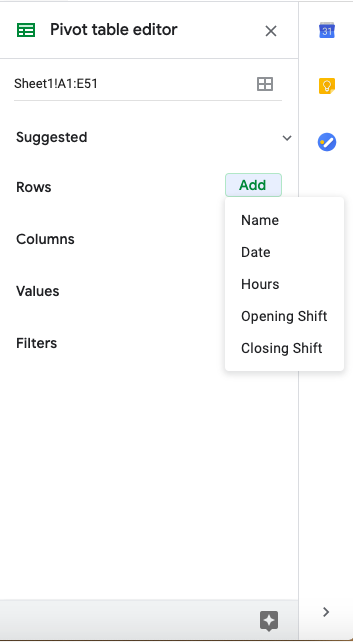 Pivot table editor
31
Sheet1!A1:E51
Suggested
Rows
Add
Name
Date
Hours
Opening Shift
Closing Shift
Columns
Values
Filters